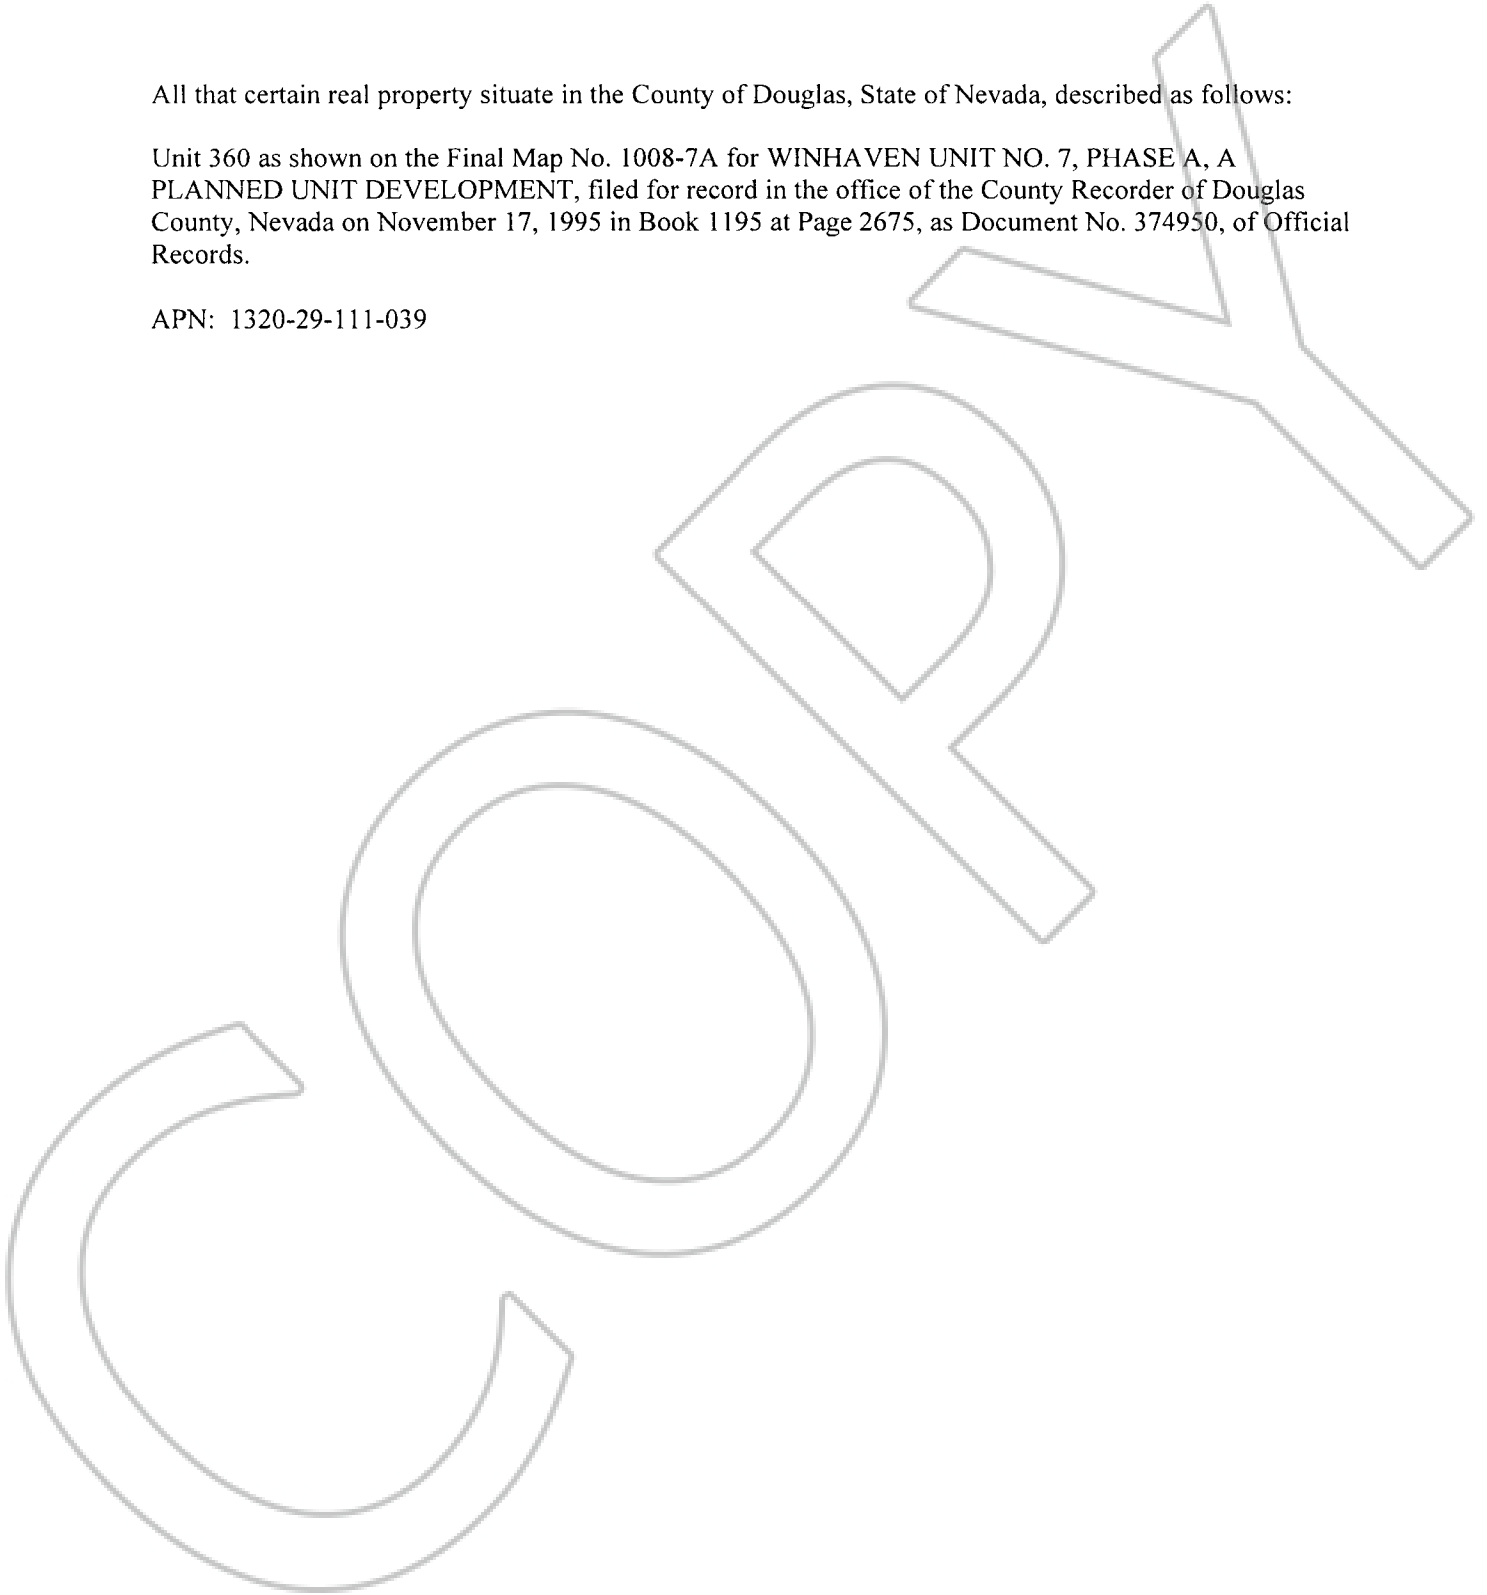 All that certain real property situate in the County of Douglas, State of Nevada, described as follows:
Unit 360 as shown on the Final Map No. 1008-7A for WINHAVEN UNIT NO. 7, PHASE A, A
PLANNED UNIT DEVELOPMENT, filed for record in the office of the County Recorder of Douglas
County, Nevada on November 17, 1995 in Book 1195 at Page 2675, as Document No. 374950, of Official
Records.
APN: 1320-29-111-039
COPY